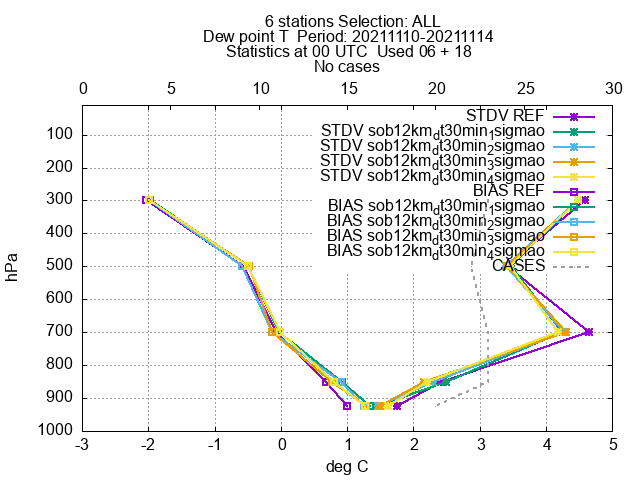 6 stations Selection: ALL
Dew point T  Period: 20211110-20211114
Statistics at 00 UTC  Used 06 + 18
No cases
0 5 10 15 20 25 30
STDV REF
STDV sob12km_dt30min_1sigmao
STDV sob12km_dt30min_2sigmao
STDV sob12km_dt30min_3sigmao
STDV sob12km_dt30min_4sigmao
BIAS REF
BIAS sob12km_dt30min_1sigmao
BIAS sob12km_dt30min_2sigmao
BIAS sob12km_dt30min_3sigmao
BIAS sob12km_dt30min_4sigmao
CASES
100
200
300
400
500
600
700
800
900
1000
hPa
-3 -2 -1 0 1 2 3 4 5
deg C